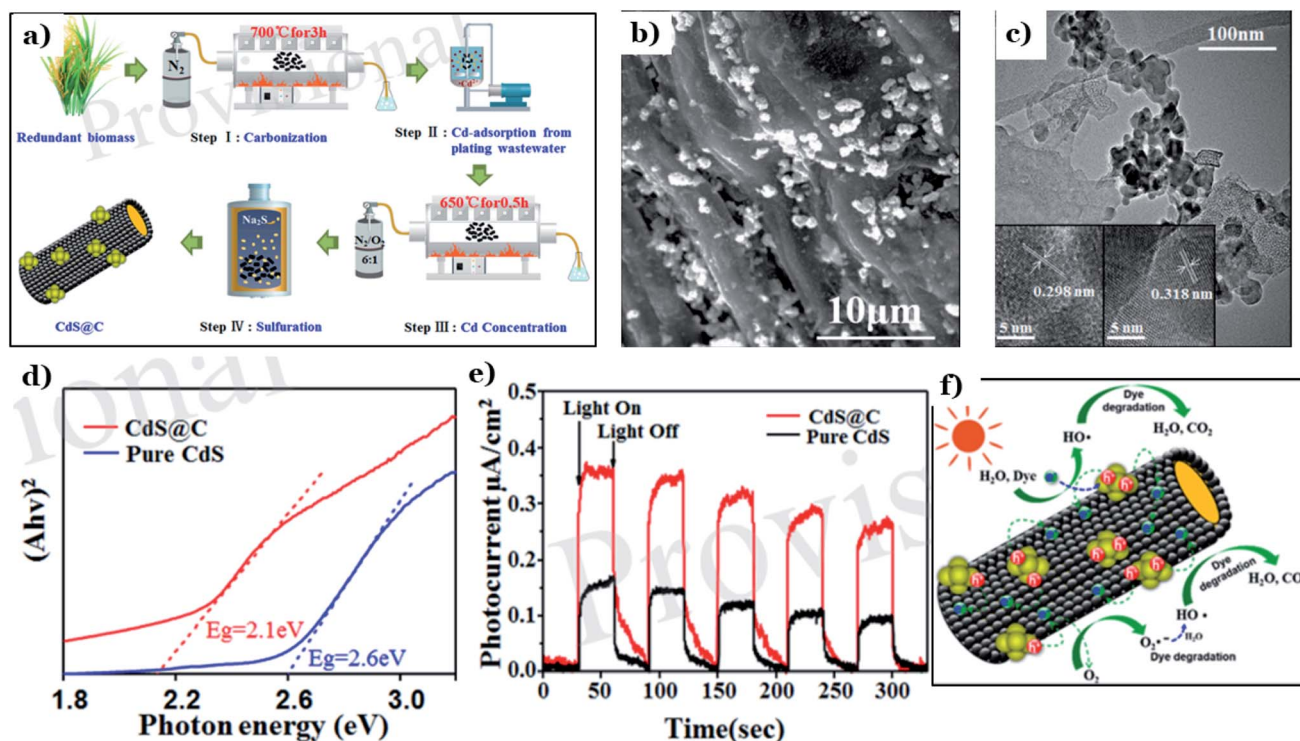 a)
700℃for3h
N₂
Cd
Redundant biomass
Step Ⅰ : Carbonization
Step Ⅱ : Cd-adsorption from
plating wastewater
650℃for0.5h
Na₂S
N₂/O₂
6:1
CdS@C
Step Ⅳ : Sulfuration
Step Ⅲ : Cd Concentration
Provisional
b)
10μm
c)
100nm
0.298 nm
5 nm
0.318 nm
5 nm
d)
ional
CdS@C
Pure CdS
(Ahv)²
Eg=2.1eV
Eg=2.6eV
1.8
2.2
2.6
3.0
Photon energy (eV)
e)
0.5
0.4
0.3
0.2
0.1
0.0
Photocurrent μA/cm²
Light On
Light Off
CdS@C
Pure CdS
Provis
0
50
100
150
200
250
300
Time(sec)
f)
Dye
degradation
HO•
H₂O, CO₂
H₂O, Dye
h⁺
h⁺
h⁺
h⁺
h⁺
h⁺
h⁺
h⁺
Dye
degradation
H₂O, CO
HO •
O₂•⁻
H₂O
Dye degradation
O₂